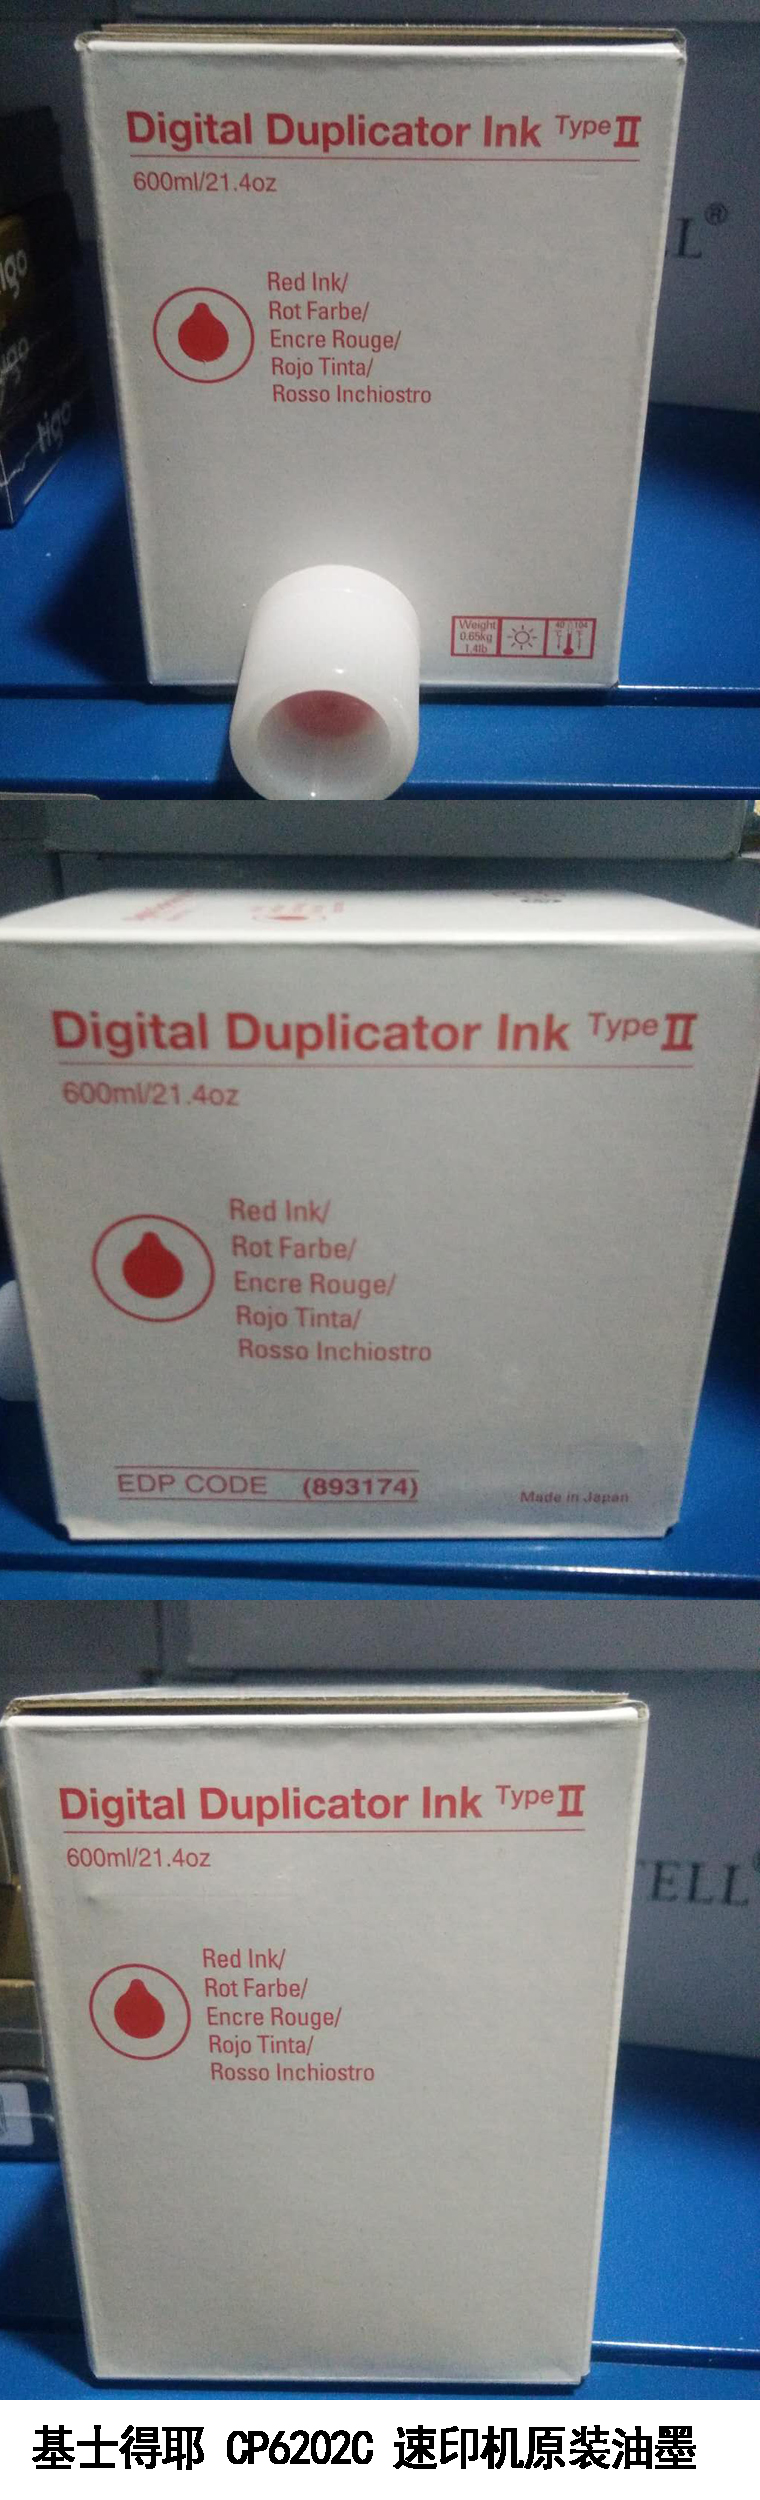 Digital Duplicator Ink Type II
600ml/21.4oz
L®
igo
tigo
Red Ink/
Rot Farbe/
Encre Rouge/
Rojo Tinta/
Rosso Inchiostro
Weight
0.65kg
1.4lb
Digital Duplicator Ink Type II
600ml/21.4oz
Red Ink/
Rot Farbe/
Encre Rouge/
Rojo Tinta/
Rosso Inchiostro
EDP CODE (893174)
Made in Japan
Digital Duplicator Ink Type II
600ml/21.4oz
TELL
Red Ink/
Rot Farbe/
Encre Rouge/
Rojo Tinta/
Rosso Inchiostro
基士得耶 CP6202C 速印机原装油墨